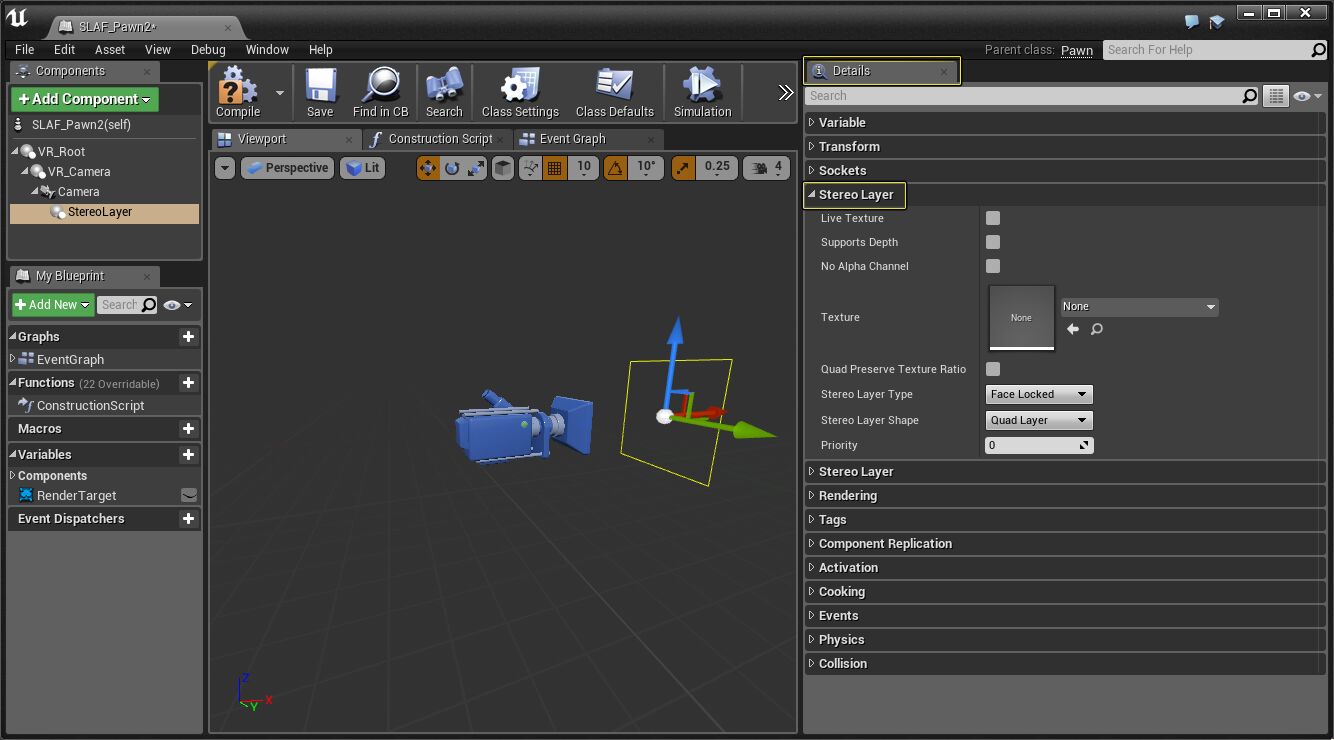 SLAF_Pawn2*
File Edit Asset View Debug Window Help
Parent class: Pawn
Search For Help
Components
+ Add Component
SLAF_Pawn2(self)
VR_Root
VR_Camera
Camera
StereoLayer
My Blueprint
+ Add New
Search
Graphs
EventGraph
Functions (22 Overridable)
ConstructionScript
Macros
Variables
Components
RenderTarget
Event Dispatchers
Compile Save Find in CB Search Class Settings Class Defaults Simulation
Viewport Construction Script Event Graph
Perspective Lit 10 10° 0.25 4
Z
X
Y
Details
Search
Variable
Transform
Sockets
Stereo Layer
Live Texture
Supports Depth
No Alpha Channel
Texture None None
Quad Preserve Texture Ratio
Stereo Layer Type Face Locked
Stereo Layer Shape Quad Layer
Priority 0
Stereo Layer
Rendering
Tags
Component Replication
Activation
Cooking
Events
Physics
Collision